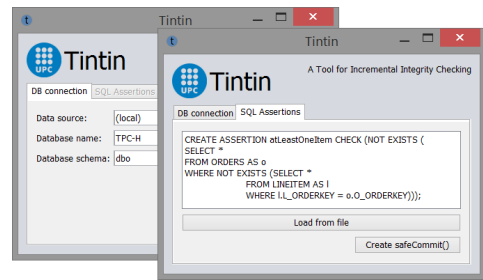 t
Tintin
UPC
Tintin
DB connection
SQL Assertions
Data source:
(local)
Database name:
TPC-H
Database schema:
dbo
t
Tintin
UPC
Tintin
A Tool for Incremental Integrity Checking
DB connection
SQL Assertions
CREATE ASSERTION atLeastOneItem CHECK (NOT EXISTS (
SELECT *
FROM ORDERS AS o
WHERE NOT EXISTS (SELECT *
FROM LINEITEM AS l
WHERE l.L_ORDERKEY = o.O_ORDERKEY)));
Load from file
Create safeCommit()